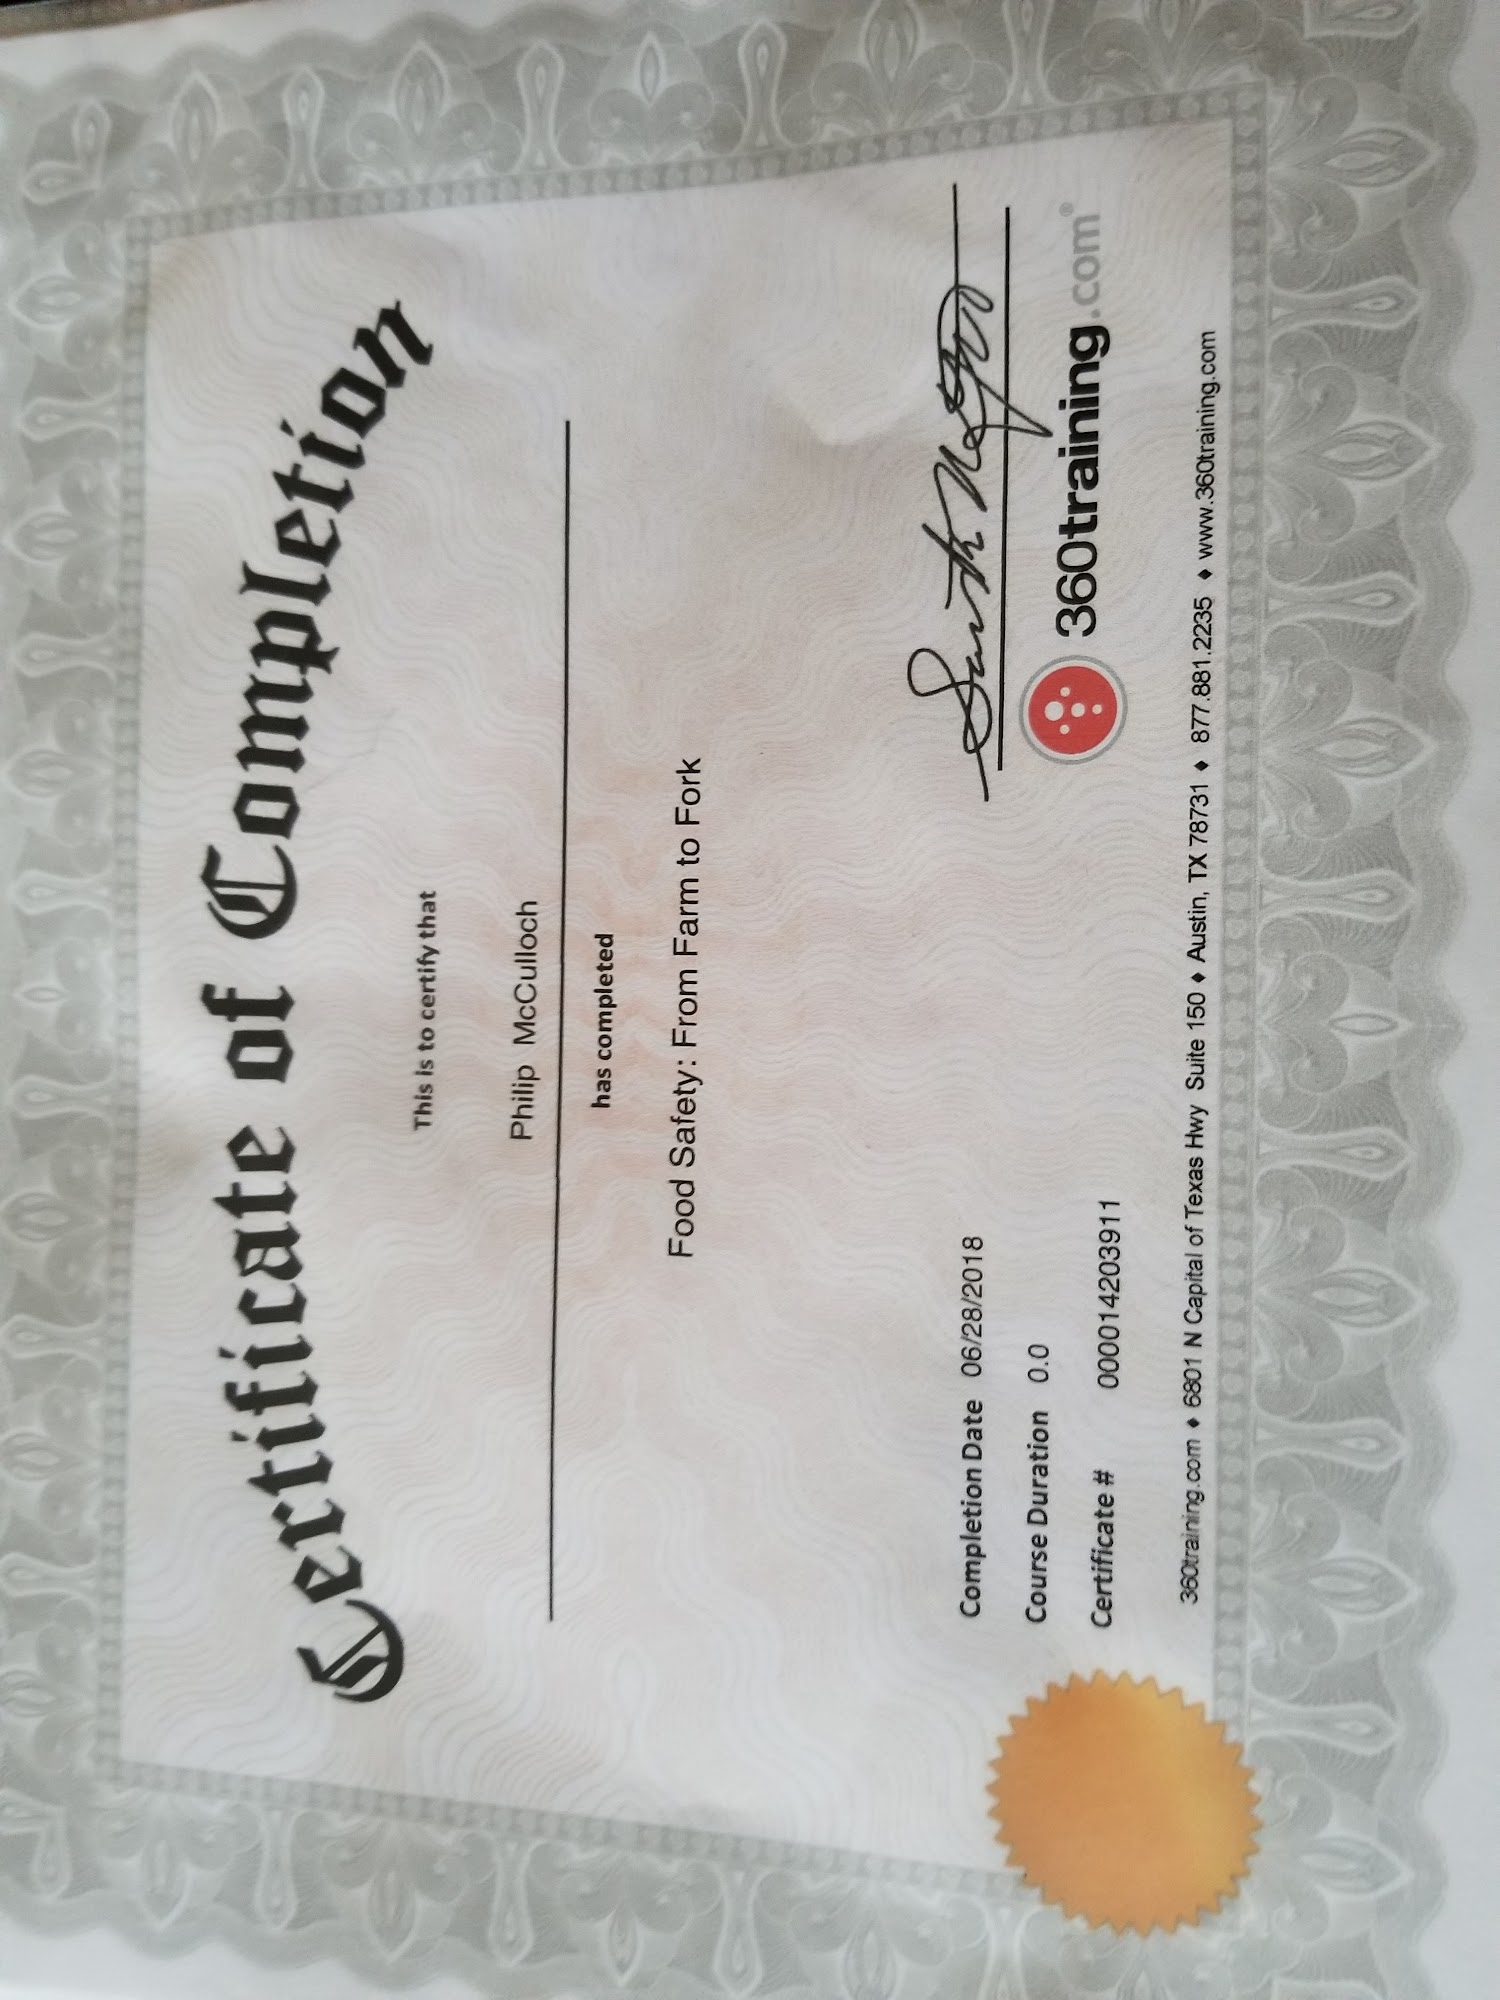 Certificate of Completion
This is to certify that
Philip McCulloch
has completed
Food Safety: From Farm to Fork
Completion Date 06/28/2018
Course Duration 0.0
Certificate # 000014203911
360training.com®
360training.com ♦ 6801 N Capital of Texas Hwy Suite 150 ♦ Austin, TX 78731 ♦ 877.881.2235 ♦ www.360training.com